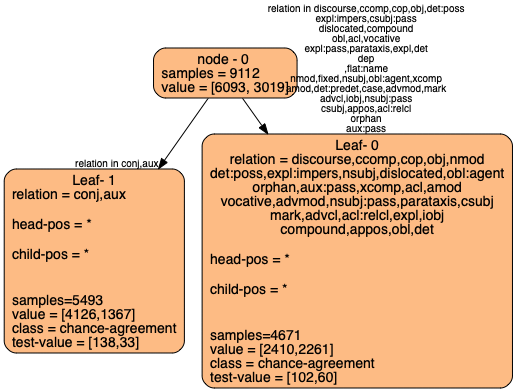 relation in discourse,ccomp,cop,obj,det:poss
expl:impers,csubj:pass
dislocated,compound
obl,acl,vocative
expl:pass,parataxis,expl,det
dep
,flat:name
nmod,fixed,nsubj,obl:agent,xcomp
amod,det:predet,case,advmod,mark
advcl,iobj,nsubj:pass
csubj,appos,acl:relcl
orphan
aux:pass
node - 0
samples = 9112
value = [6093, 3019]
relation in conj,aux
Leaf- 1
relation = conj,aux
head-pos = *
child-pos = *
samples=5493
value = [4126,1367]
class = chance-agreement
test-value = [138,33]
Leaf- 0
relation = discourse,ccomp,cop,obj,nmod
det:poss,expl:impers,nsubj,dislocated,obl:agent
orphan,aux:pass,xcomp,acl,amod
vocative,advmod,nsubj:pass,parataxis,csubj
mark,advcl,acl:relcl,expl,iobj
compound,appos,obl,det
head-pos = *
child-pos = *
samples=4671
value = [2410,2261]
class = chance-agreement
test-value = [102,60]